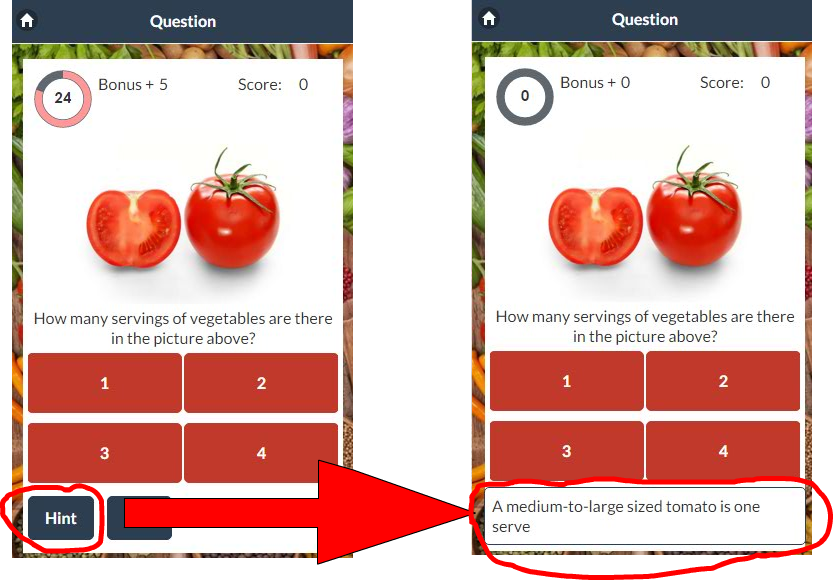 Question
24
Bonus + 5
Score: 0
How many servings of vegetables are there
in the picture above?
1
2
3
4
Hint
Question
0
Bonus + 0
Score: 0
How many servings of vegetables are there
in the picture above?
1
2
3
4
A medium-to-large sized tomato is one
serve